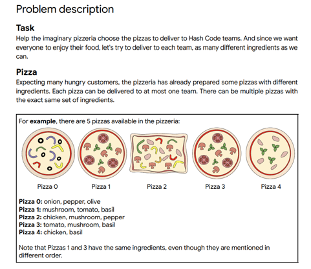 Problem description
Task
Help the imaginary pizzeria choose the pizzas to deliver to Hash Code teams. And since we want
everyone to enjoy their food, let's try to deliver to each team, as many different ingredients as we
can.
Pizza
Expecting many hungry customers, the pizzeria has already prepared some pizzas with different
ingredients. Each pizza can be delivered to at most one team. There can be multiple pizzas with
the exact same set of ingredients.
For example, there are 5 pizzas available in the pizzeria:
Pizza 0 Pizza 1 Pizza 2 Pizza 3 Pizza 4
Pizza 0: onion, pepper, olive
Pizza 1: mushroom, tomato, basil
Pizza 2: chicken, mushroom, pepper
Pizza 3: tomato, mushroom, basil
Pizza 4: chicken, basil
Note that Pizzas 1 and 3 have the same ingredients, even though they are mentioned in
different order.